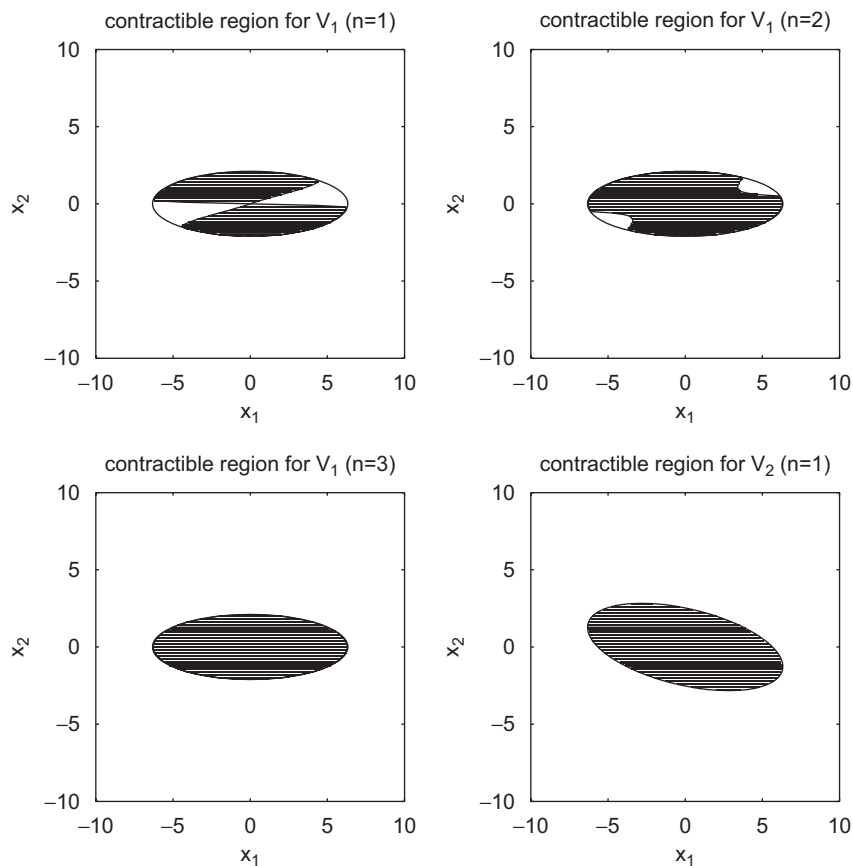 contractible region for V₁ (n=1)
10
5
0
−5
−10
x₂
−10 −5 0 5 10
x₁
contractible region for V₁ (n=2)
10
5
0
−5
−10
x₂
−10 −5 0 5 10
x₁
contractible region for V₁ (n=3)
10
5
0
−5
−10
x₂
−10 −5 0 5 10
x₁
contractible region for V₂ (n=1)
10
5
0
−5
−10
x₂
−10 −5 0 5 10
x₁